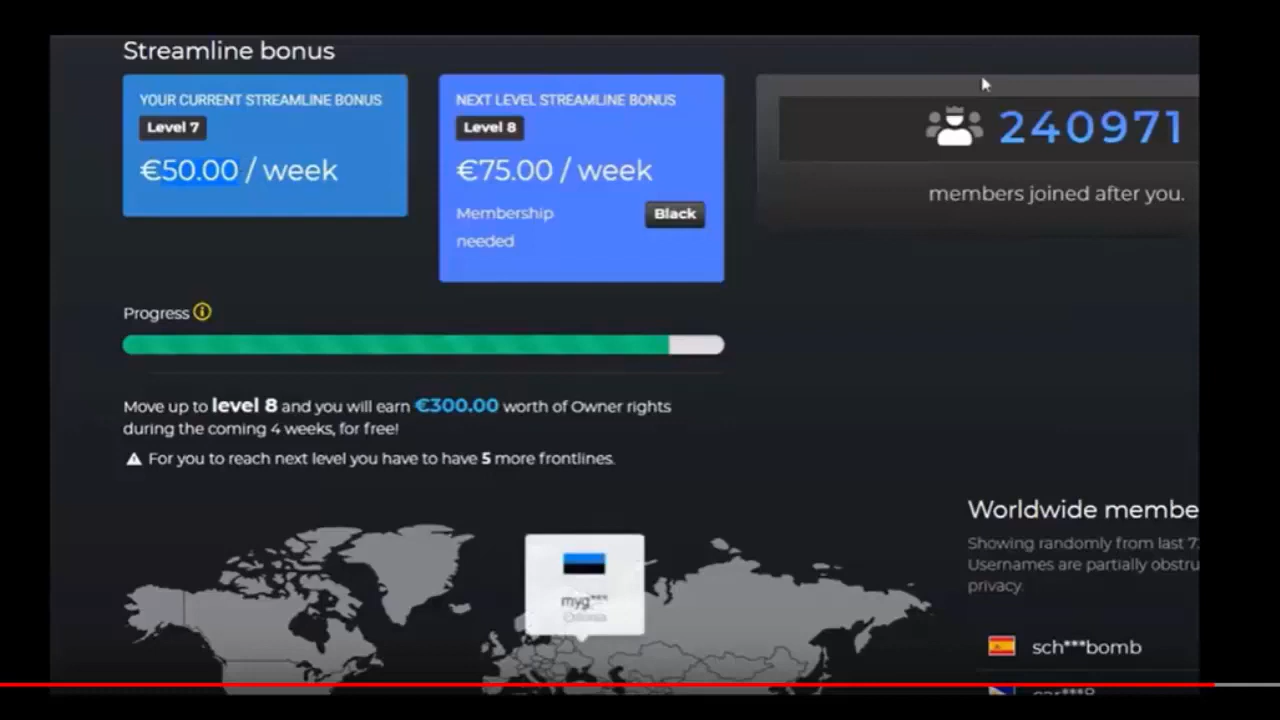 Streamline bonus
YOUR CURRENT STREAMLINE BONUS
Level 7
€50.00 / week
NEXT LEVEL STREAMLINE BONUS
Level 8
€75.00 / week
Membership needed
Black
240971
members joined after you.
Progress
Move up to level 8 and you will earn €300.00 worth of Owner rights
during the coming 4 weeks, for free!
For you to reach next level you have to have 5 more frontlines.
myg***
Worldwide membe
Showing randomly from last 7
Usernames are partially obstru
privacy.
sch***bomb